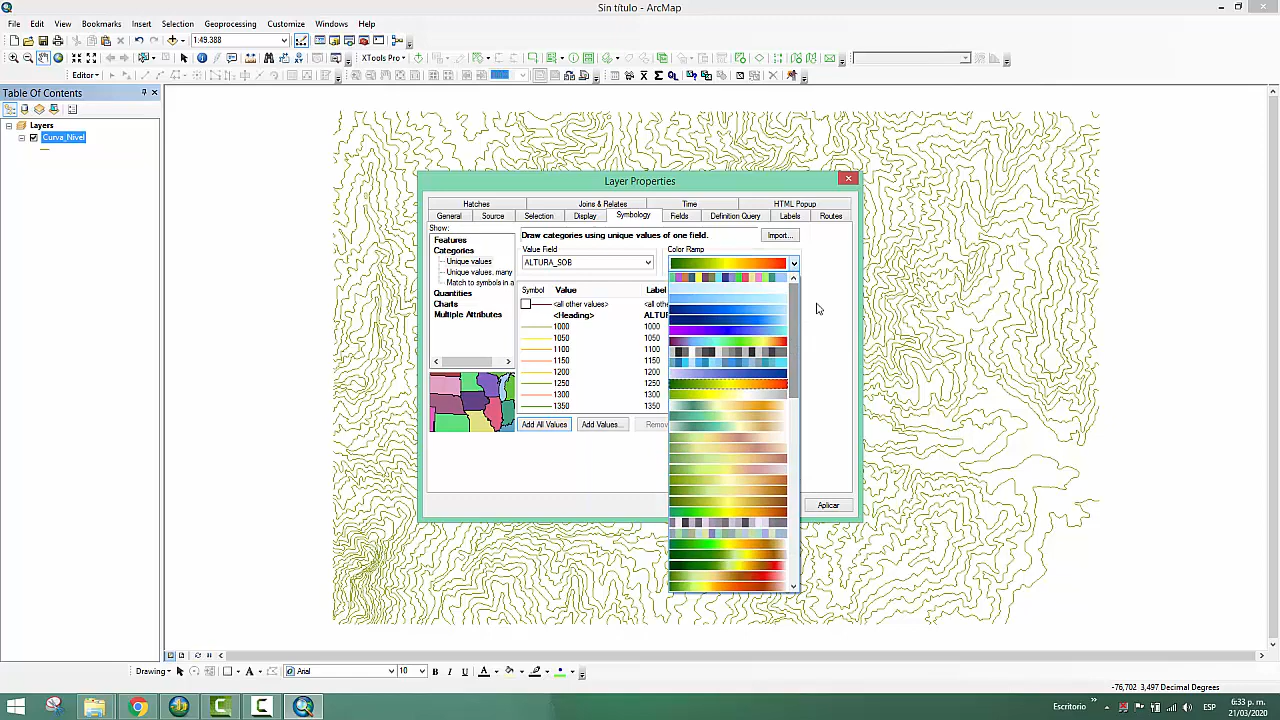 Sin título - ArcMap
File Edit View Bookmarks Insert Selection Geoprocessing Customize Windows Help
1:49.388
XTools Pro
Editor
Table Of Contents
Layers
Curva_Nivel
Layer Properties
Hatches Joins & Relates Time HTML Popup
General Source Selection Display Symbology Fields Definition Query Labels Routes
Show:
Features
Categories
Unique values
Unique values, many
Match to symbols in a
Quantities
Charts
Multiple Attributes
Draw categories using unique values of one field.
Import...
Value Field
ALTURA_SOB
Color Ramp
Symbol Value Label
<all other values> <all othe
<Heading> ALTUR
1000 1000
1050 1050
1100 1100
1150 1150
1200 1200
1250 1250
1300 1300
1350 1350
Add All Values Add Values... Remov
Aplicar
Drawing Arial 10 B I U A
-76,702 3,497 Decimal Degrees
Escritorio ESP
6:33 p. m.
21/03/2020